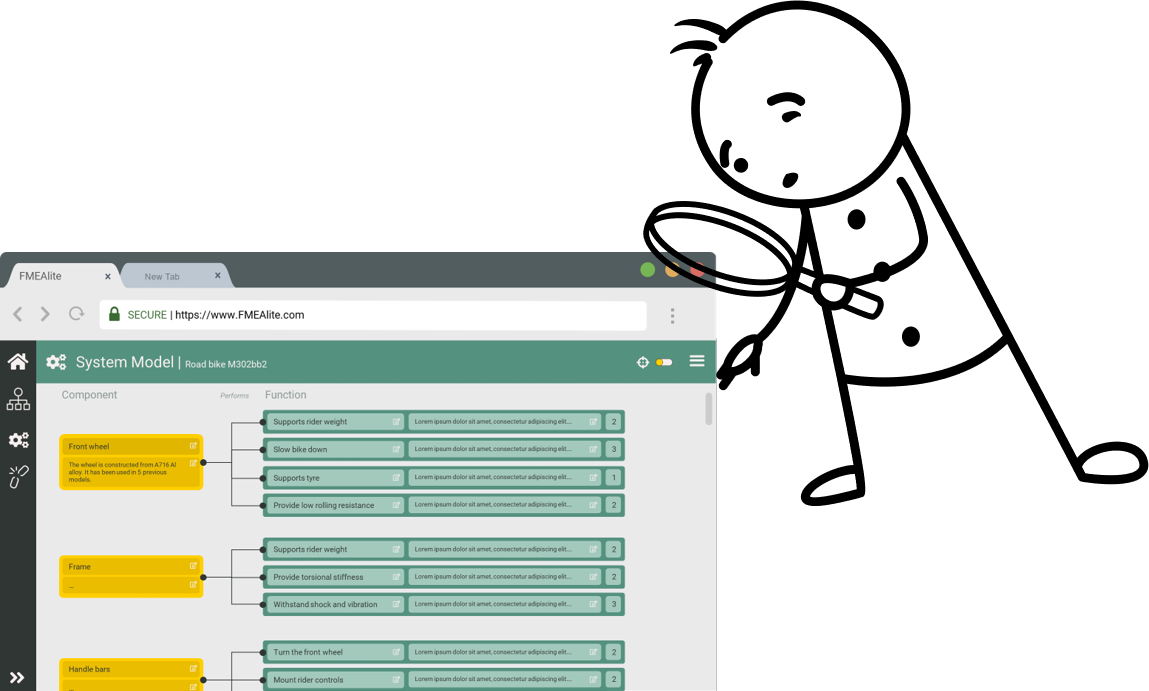 FMEAlite x New Tab x
SECURE | https://www.FMEAlite.com
System Model | Road bike M302bb2
Component Performs Function
Supports rider weight Lorem ipsum dolor sit amet, consectetur adipiscing elit... 2
Front wheel
Slow bike down Lorem ipsum dolor sit amet, consectetur adipiscing elit... 3
The wheel is constructed from A716 Al
alloy. It has been used in 5 previous
models.
Supports tyre Lorem ipsum dolor sit amet, consectetur adipiscing elit... 1
Provide low rolling resistance Lorem ipsum dolor sit amet, consectetur adipiscing elit... 2
Supports rider weight Lorem ipsum dolor sit amet, consectetur adipiscing elit... 2
Frame
Provide torsional stiffness Lorem ipsum dolor sit amet, consectetur adipiscing elit... 2
...
Withstand shock and vibration Lorem ipsum dolor sit amet, consectetur adipiscing elit... 3
Turn the front wheel Lorem ipsum dolor sit amet, consectetur adipiscing elit... 2
Handle bars
Mount rider controls Lorem ipsum dolor sit amet, consectetur adipiscing elit... 2
...